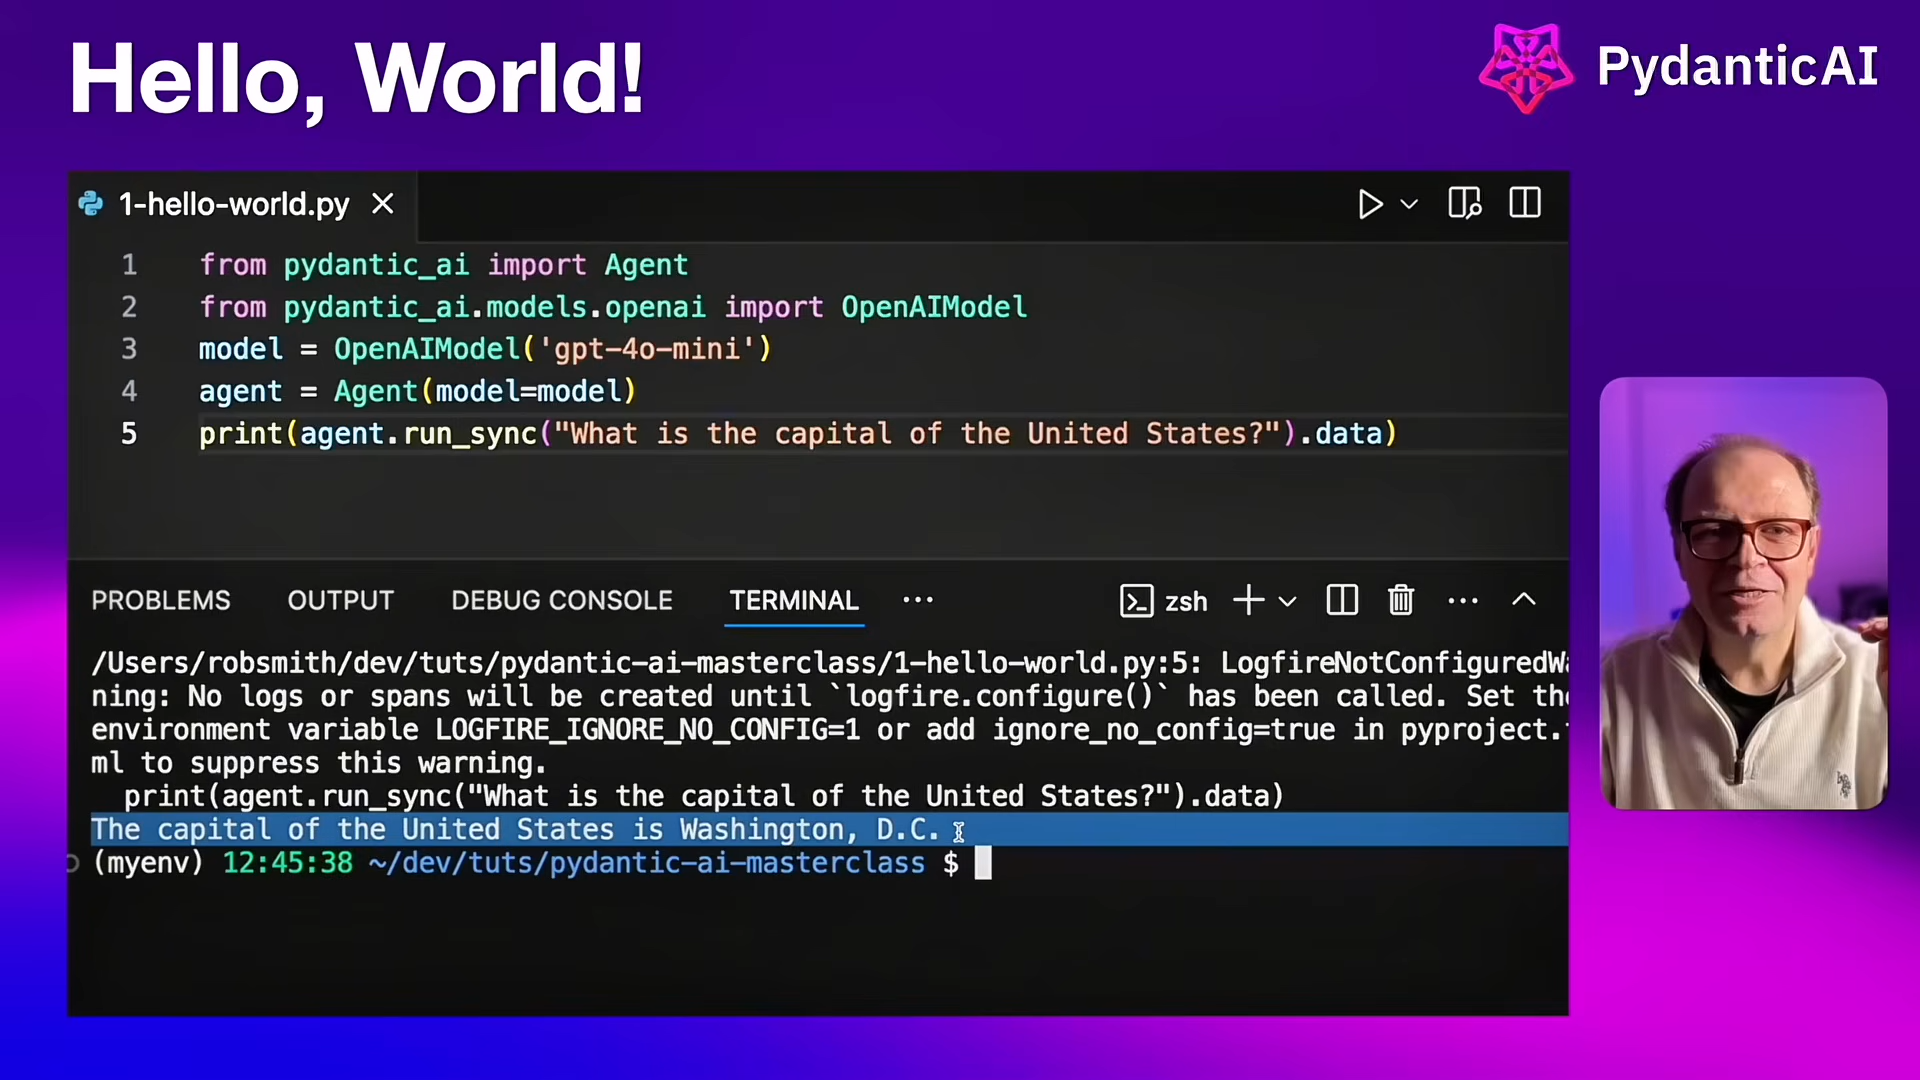 Hello, World!
PydanticAI
1-hello-world.py
1 from pydantic_ai import Agent
2 from pydantic_ai.models.openai import OpenAIModel
3 model = OpenAIModel('gpt-4o-mini')
4 agent = Agent(model=model)
5 print(agent.run_sync("What is the capital of the United States?").data)
PROBLEMS OUTPUT DEBUG CONSOLE TERMINAL ··· zsh ···
/Users/robsmith/dev/tuts/pydantic-ai-masterclass/1-hello-world.py:5: LogfireNotConfiguredWa
ning: No logs or spans will be created until `logfire.configure()` has been called. Set the
environment variable LOGFIRE_IGNORE_NO_CONFIG=1 or add ignore_no_config=true in pyproject.
ml to suppress this warning.
print(agent.run_sync("What is the capital of the United States?").data)
The capital of the United States is Washington, D.C.
(myenv) 12:45:38 ~/dev/tuts/pydantic-ai-masterclass $